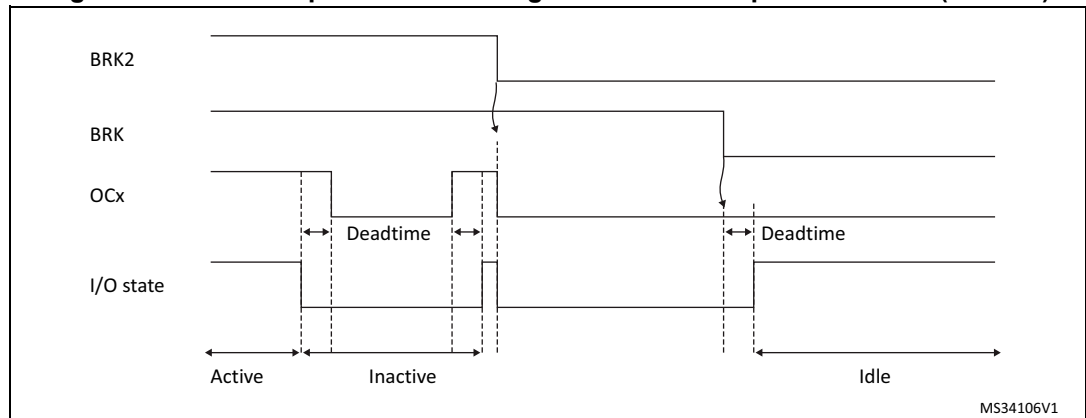 BRK2
BRK
OCx
Deadtime
Deadtime
I/O state
Active
Inactive
Idle
MS34106V1